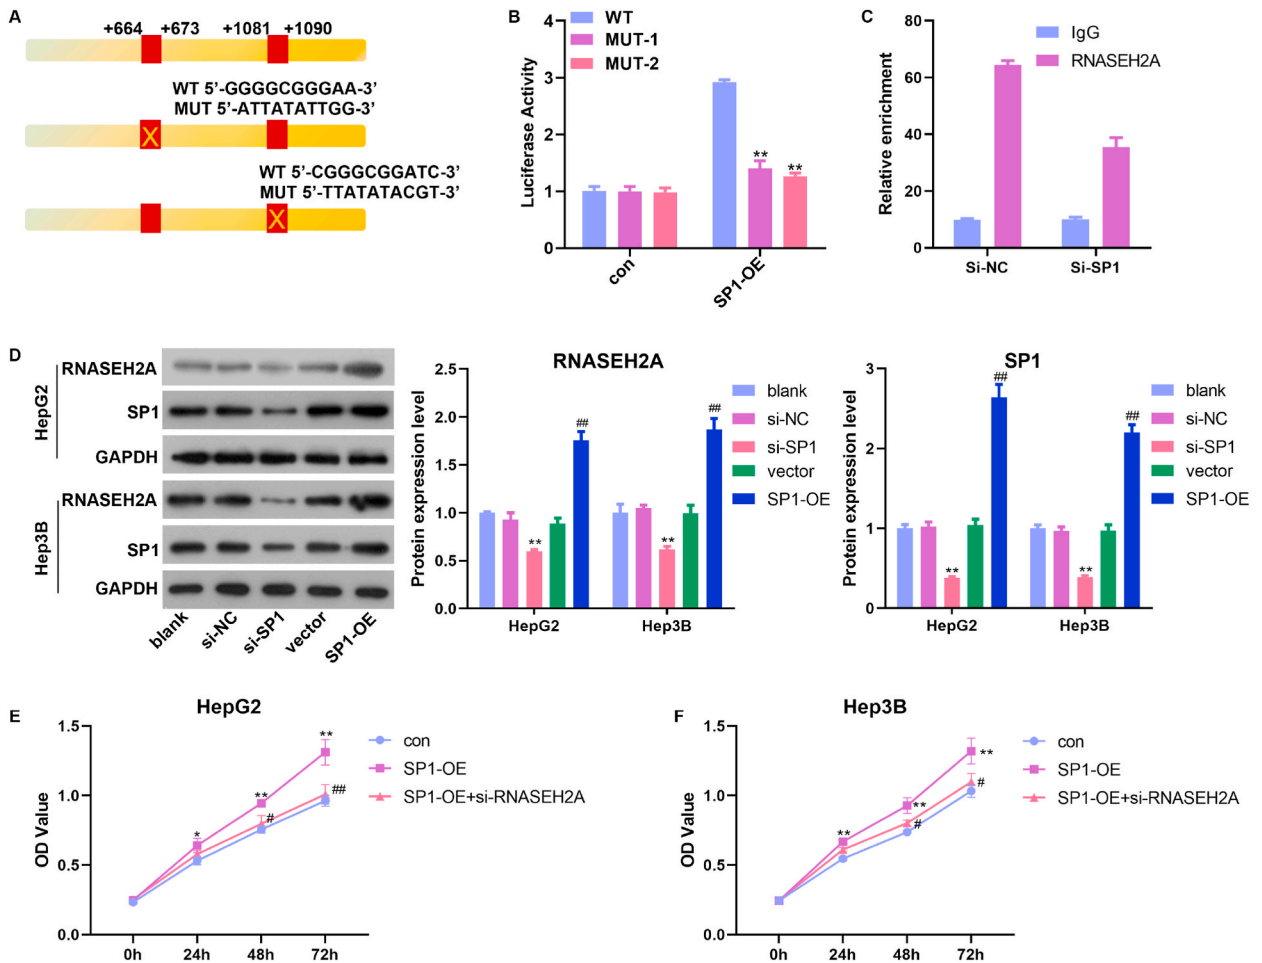 A
+664 +673 +1081 +1090
WT 5’-GGGGCGGGAA-3’
MUT 5’-ATTATATTGG-3’
X
WT 5’-CGGGCGGATC-3’
MUT 5’-TTATATACGT-3’
X
B
WT
MUT-1
MUT-2
Luciferase Activity
4
3
2
1
0
** **
con SP1-OE
C
IgG
RNASEH2A
Relative enrichment
80
60
40
20
0
Si-NC Si-SP1
D
HepG2
RNASEH2A
SP1
GAPDH
Hep3B
RNASEH2A
SP1
GAPDH
blank si-NC si-SP1 vector SP1-OE
RNASEH2A
Protein expression level
2.5
2.0
1.5
1.0
0.5
0.0
** ## ** ##
HepG2 Hep3B
blank
si-NC
si-SP1
vector
SP1-OE
SP1
Protein expression level
3
2
1
0
** ## ** ##
HepG2 Hep3B
blank
si-NC
si-SP1
vector
SP1-OE
E
HepG2
OD Value
1.5
1.0
0.5
0.0
* ** # ** ##
0h 24h 48h 72h
con
SP1-OE
SP1-OE+si-RNASEH2A
F
Hep3B
OD Value
1.5
1.0
0.5
0.0
** ** # ** #
0h 24h 48h 72h
con
SP1-OE
SP1-OE+si-RNASEH2A